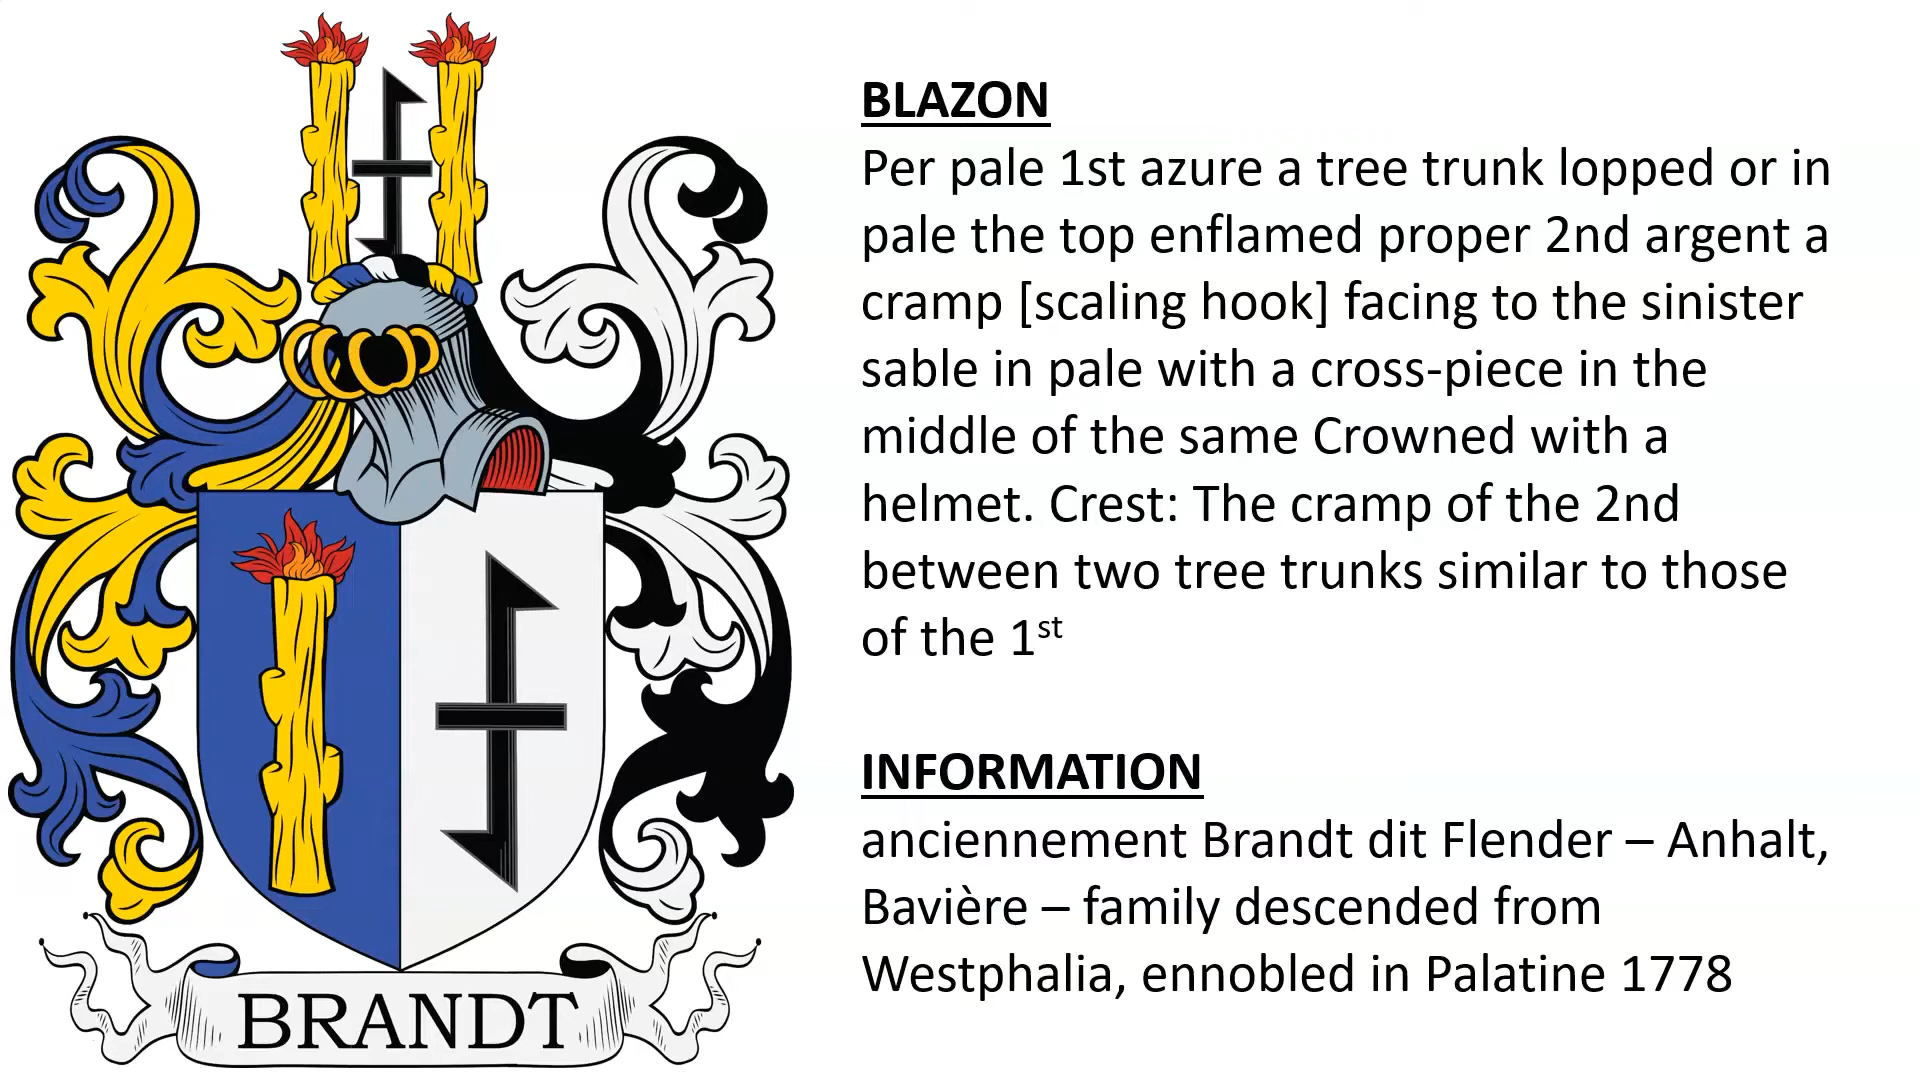 BLAZON
Per pale 1st azure a tree trunk lopped or in
pale the top enflamed proper 2nd argent a
cramp [scaling hook] facing to the sinister
sable in pale with a cross-piece in the
middle of the same Crowned with a
helmet. Crest: The cramp of the 2nd
between two tree trunks similar to those
of the 1st
INFORMATION
anciennement Brandt dit Flender – Anhalt,
Bavière – family descended from
Westphalia, ennobled in Palatine 1778
BRANDT